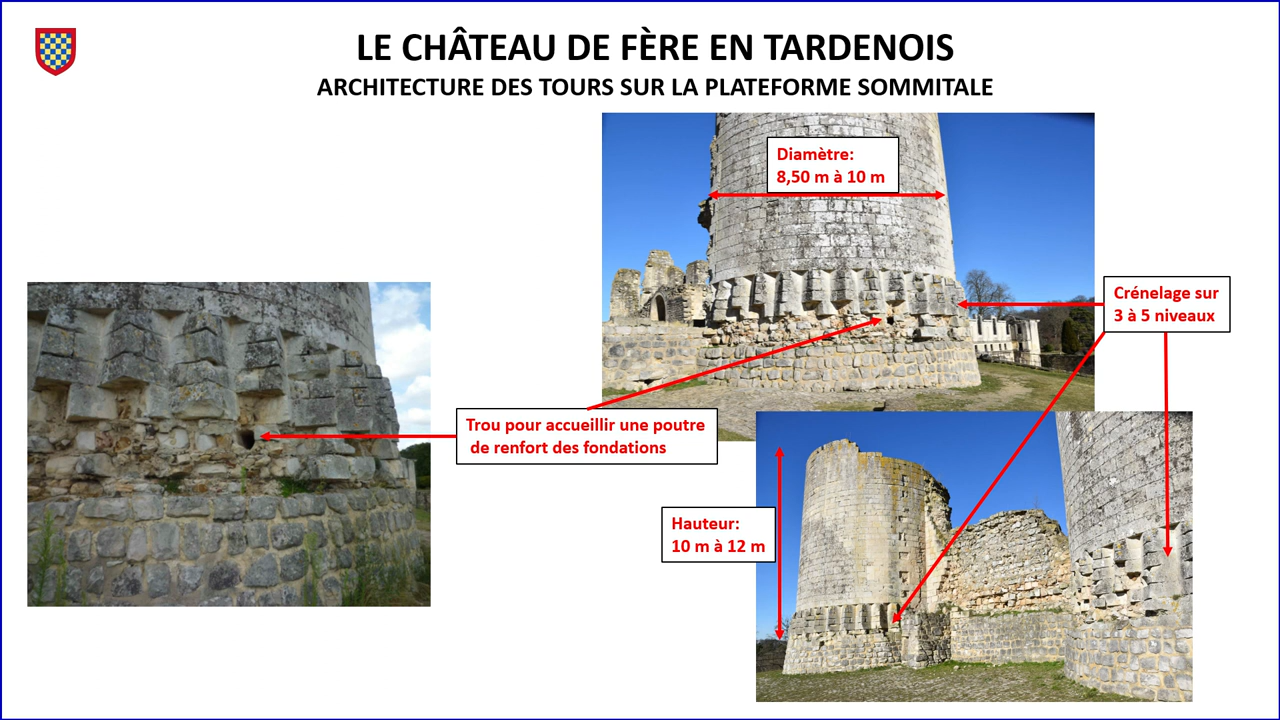 LE CHÂTEAU DE FÈRE EN TARDENOIS
ARCHITECTURE DES TOURS SUR LA PLATEFORME SOMMITALE
Diamètre:
8,50 m à 10 m
Crénelage sur
3 à 5 niveaux
Trou pour accueillir une poutre
de renfort des fondations
Hauteur:
10 m à 12 m